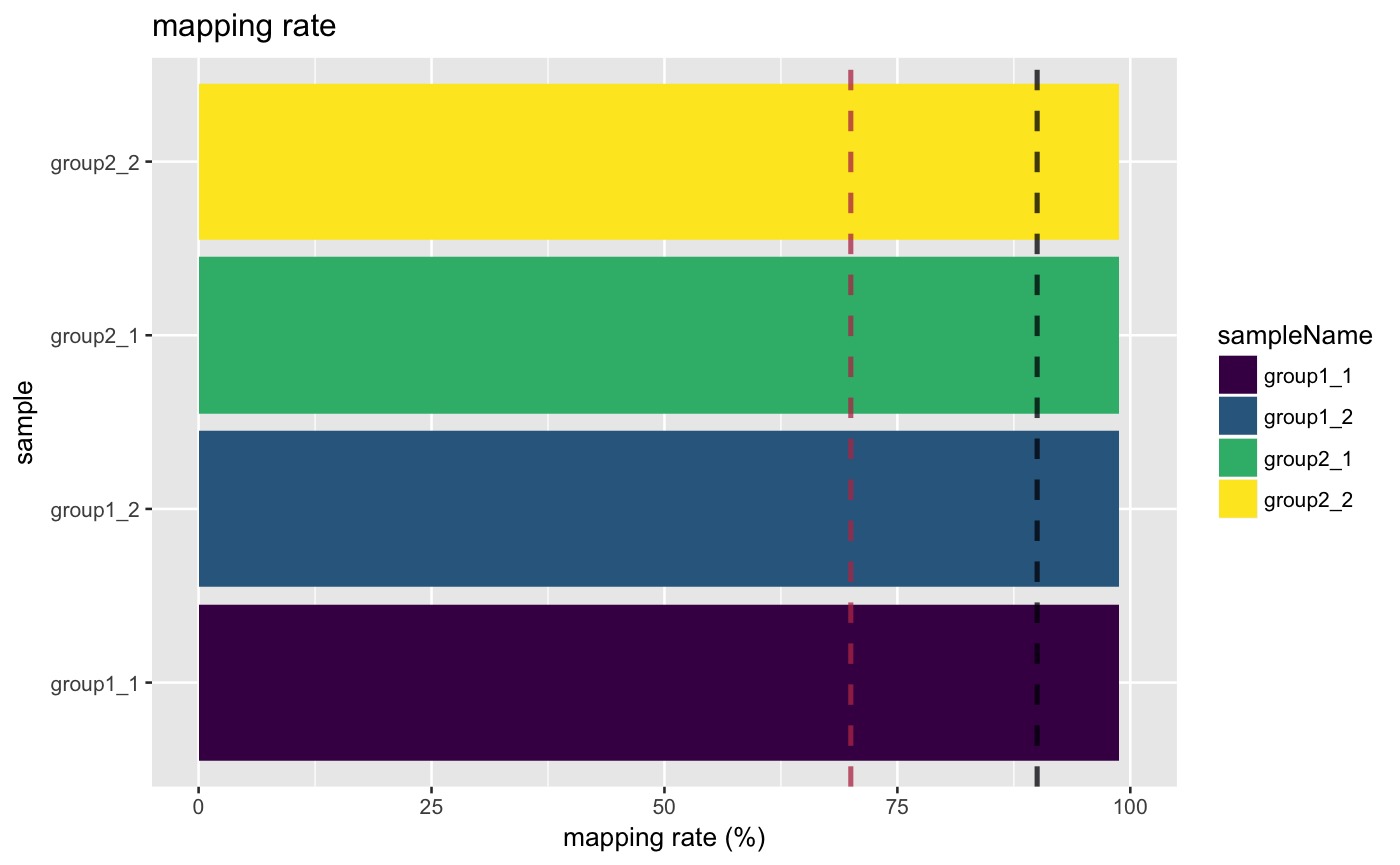 mapping rate
group2_2
group2_1
group1_2
group1_1
sample
0 25 50 75 100
mapping rate (%)
sampleName
group1_1
group1_2
group2_1
group2_2